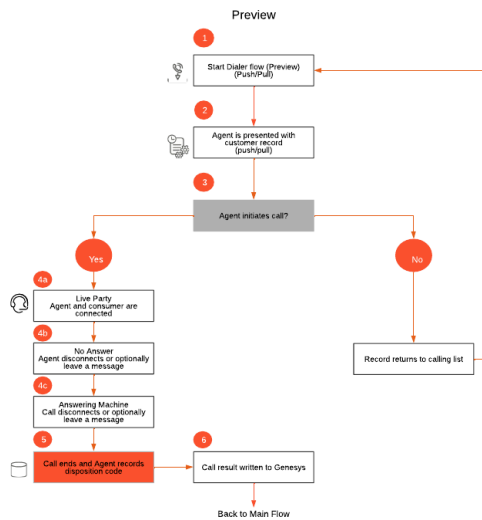 Preview
1
Start Dialer flow (Preview)
(Push/Pull)
2
Agent is presented with
customer record
(push/pull)
3
Agent initiates call?
Yes
No
4a
Live Party
Agent and consumer are
connected
4b
No Answer
Agent disconnects or optionally
leave a message
Record returns to calling list
4c
Answering Machine
Call disconnects or optionally
leave a message
5
Call ends and Agent records
disposition code
6
Call result written to Genesys
Back to Main Flow